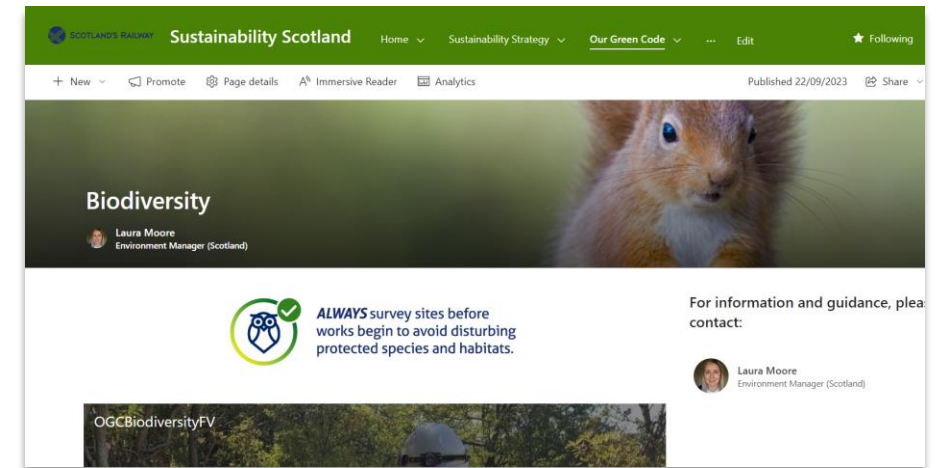 SCOTLAND'S RAILWAY Sustainability Scotland Home Sustainability Strategy Our Green Code ... Edit Following
New Promote Page details Immersive Reader Analytics Published 22/09/2023 Share
Biodiversity
Laura Moore
Environment Manager (Scotland)
ALWAYS survey sites before
works begin to avoid disturbing
protected species and habitats.
For information and guidance, plea
contact:
Laura Moore
Environment Manager (Scotland)
OGCBiodiversityFV